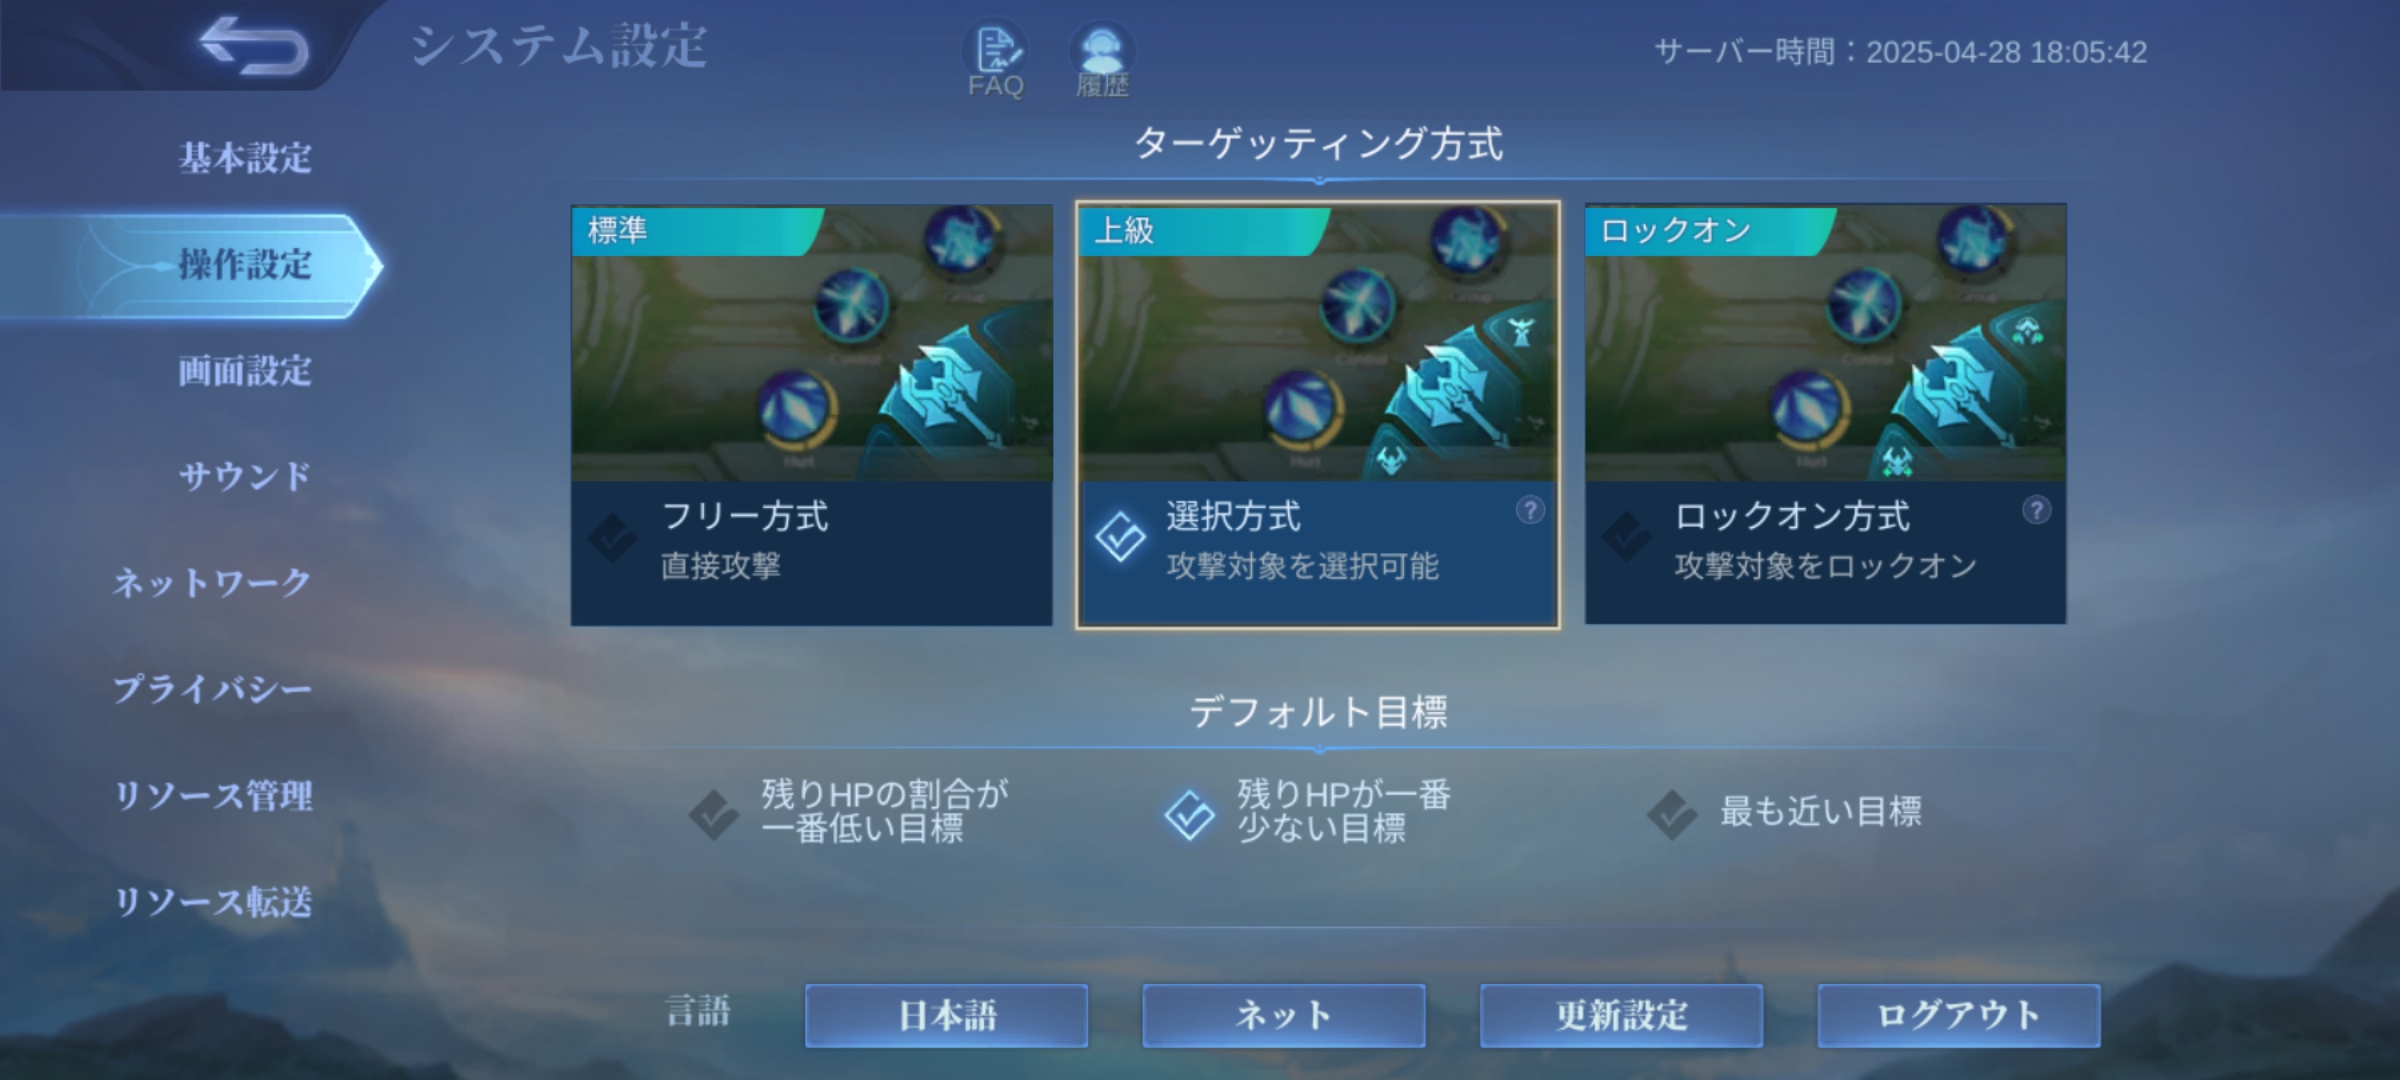 システム設定
FAQ
履歴
サーバー時間：2025-04-28 18:05:42
基本設定
操作設定
画面設定
サウンド
ネットワーク
プライバシー
リソース管理
リソース転送
ターゲッティング方式
標準
フリー方式
直接攻撃
上級
選択方式
?
攻撃対象を選択可能
ロックオン
ロックオン方式
?
攻撃対象をロックオン
デフォルト目標
残りHPの割合が
一番低い目標
残りHPが一番
少ない目標
最も近い目標
言語
日本語
ネット
更新設定
ログアウト